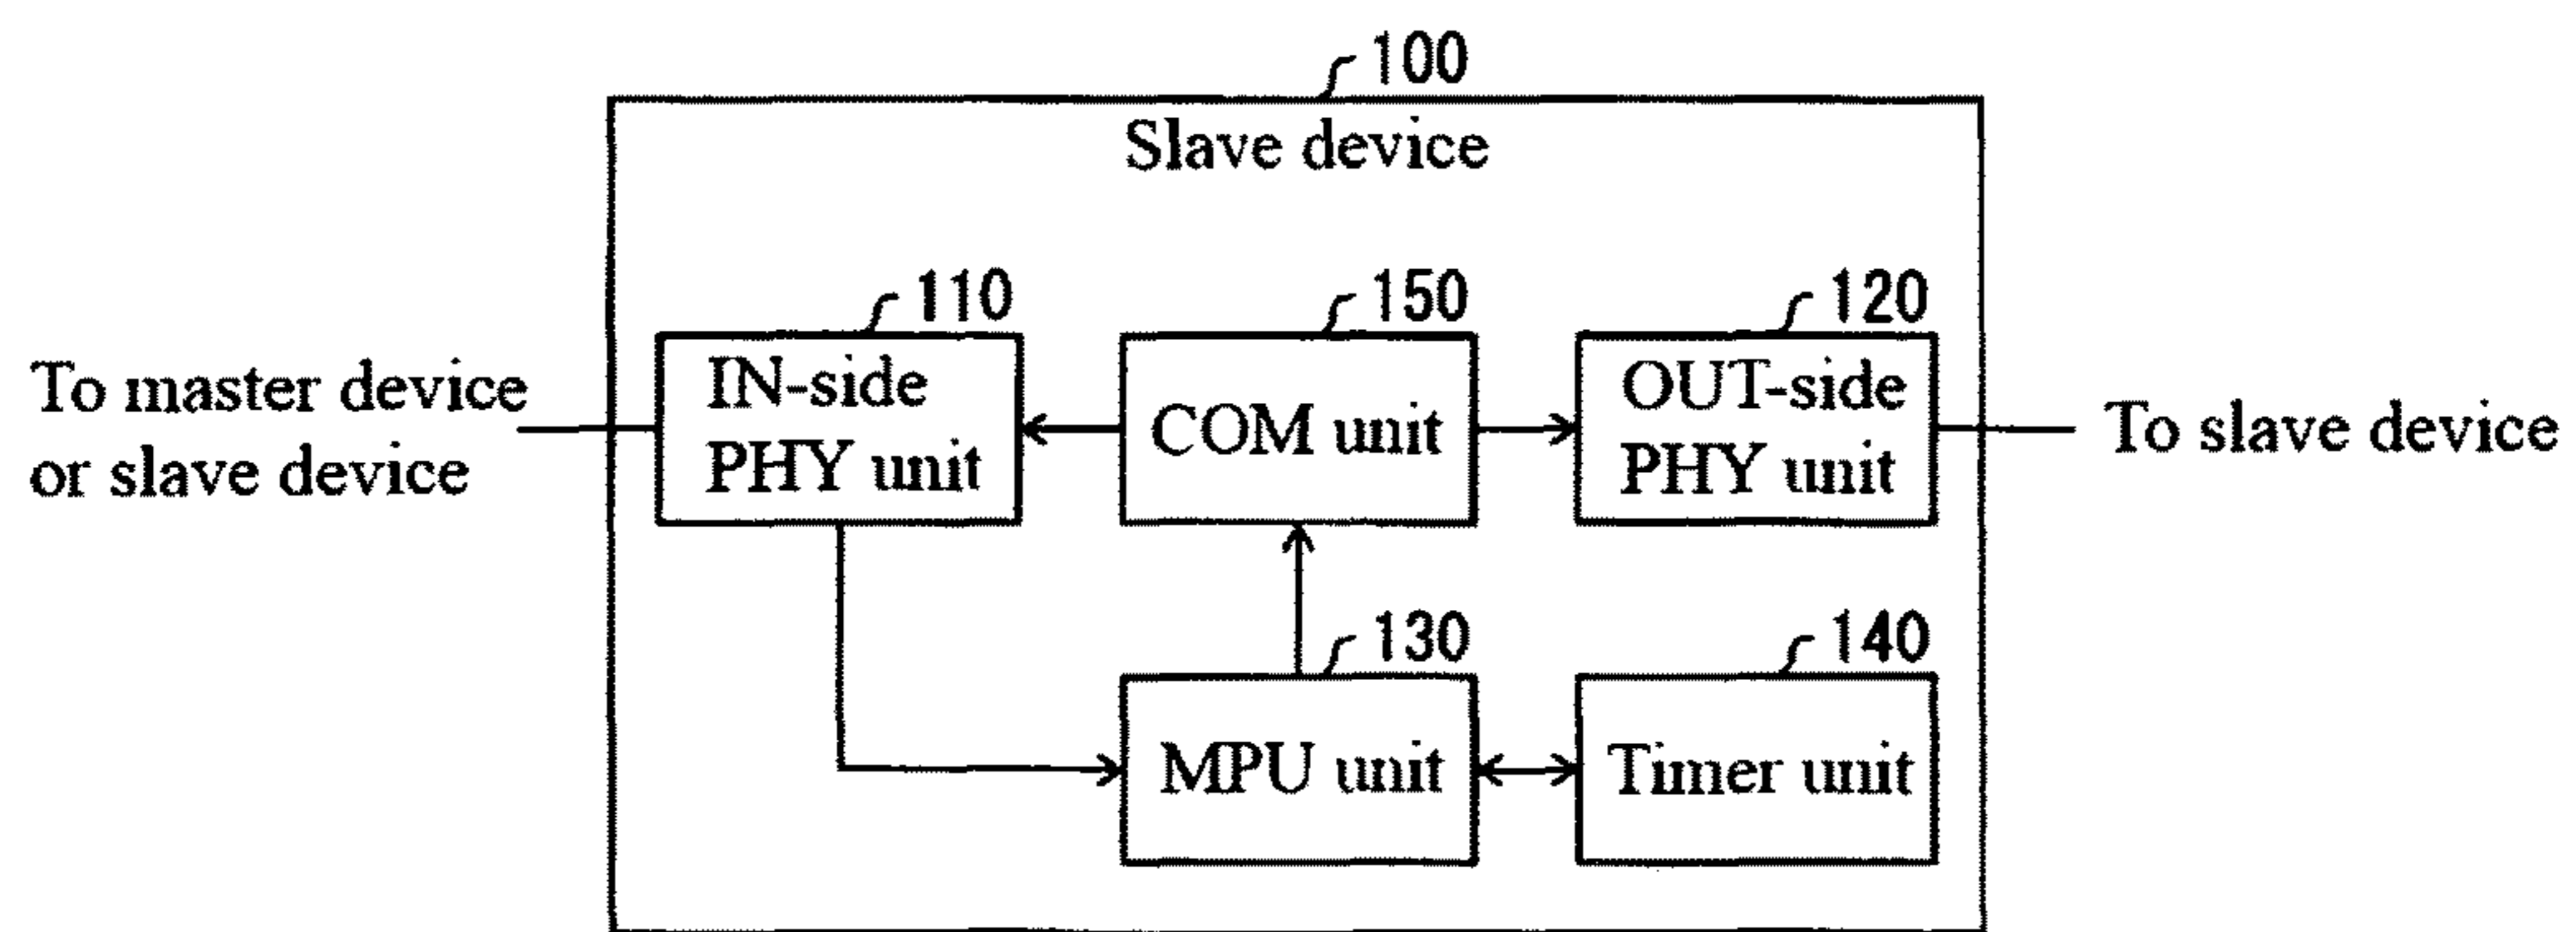 100
Slave device
110
150
120
To master device
or slave device
IN-side
PHY unit
COM unit
OUT-side
PHY unit
To slave device
130
140
MPU unit
Timer unit